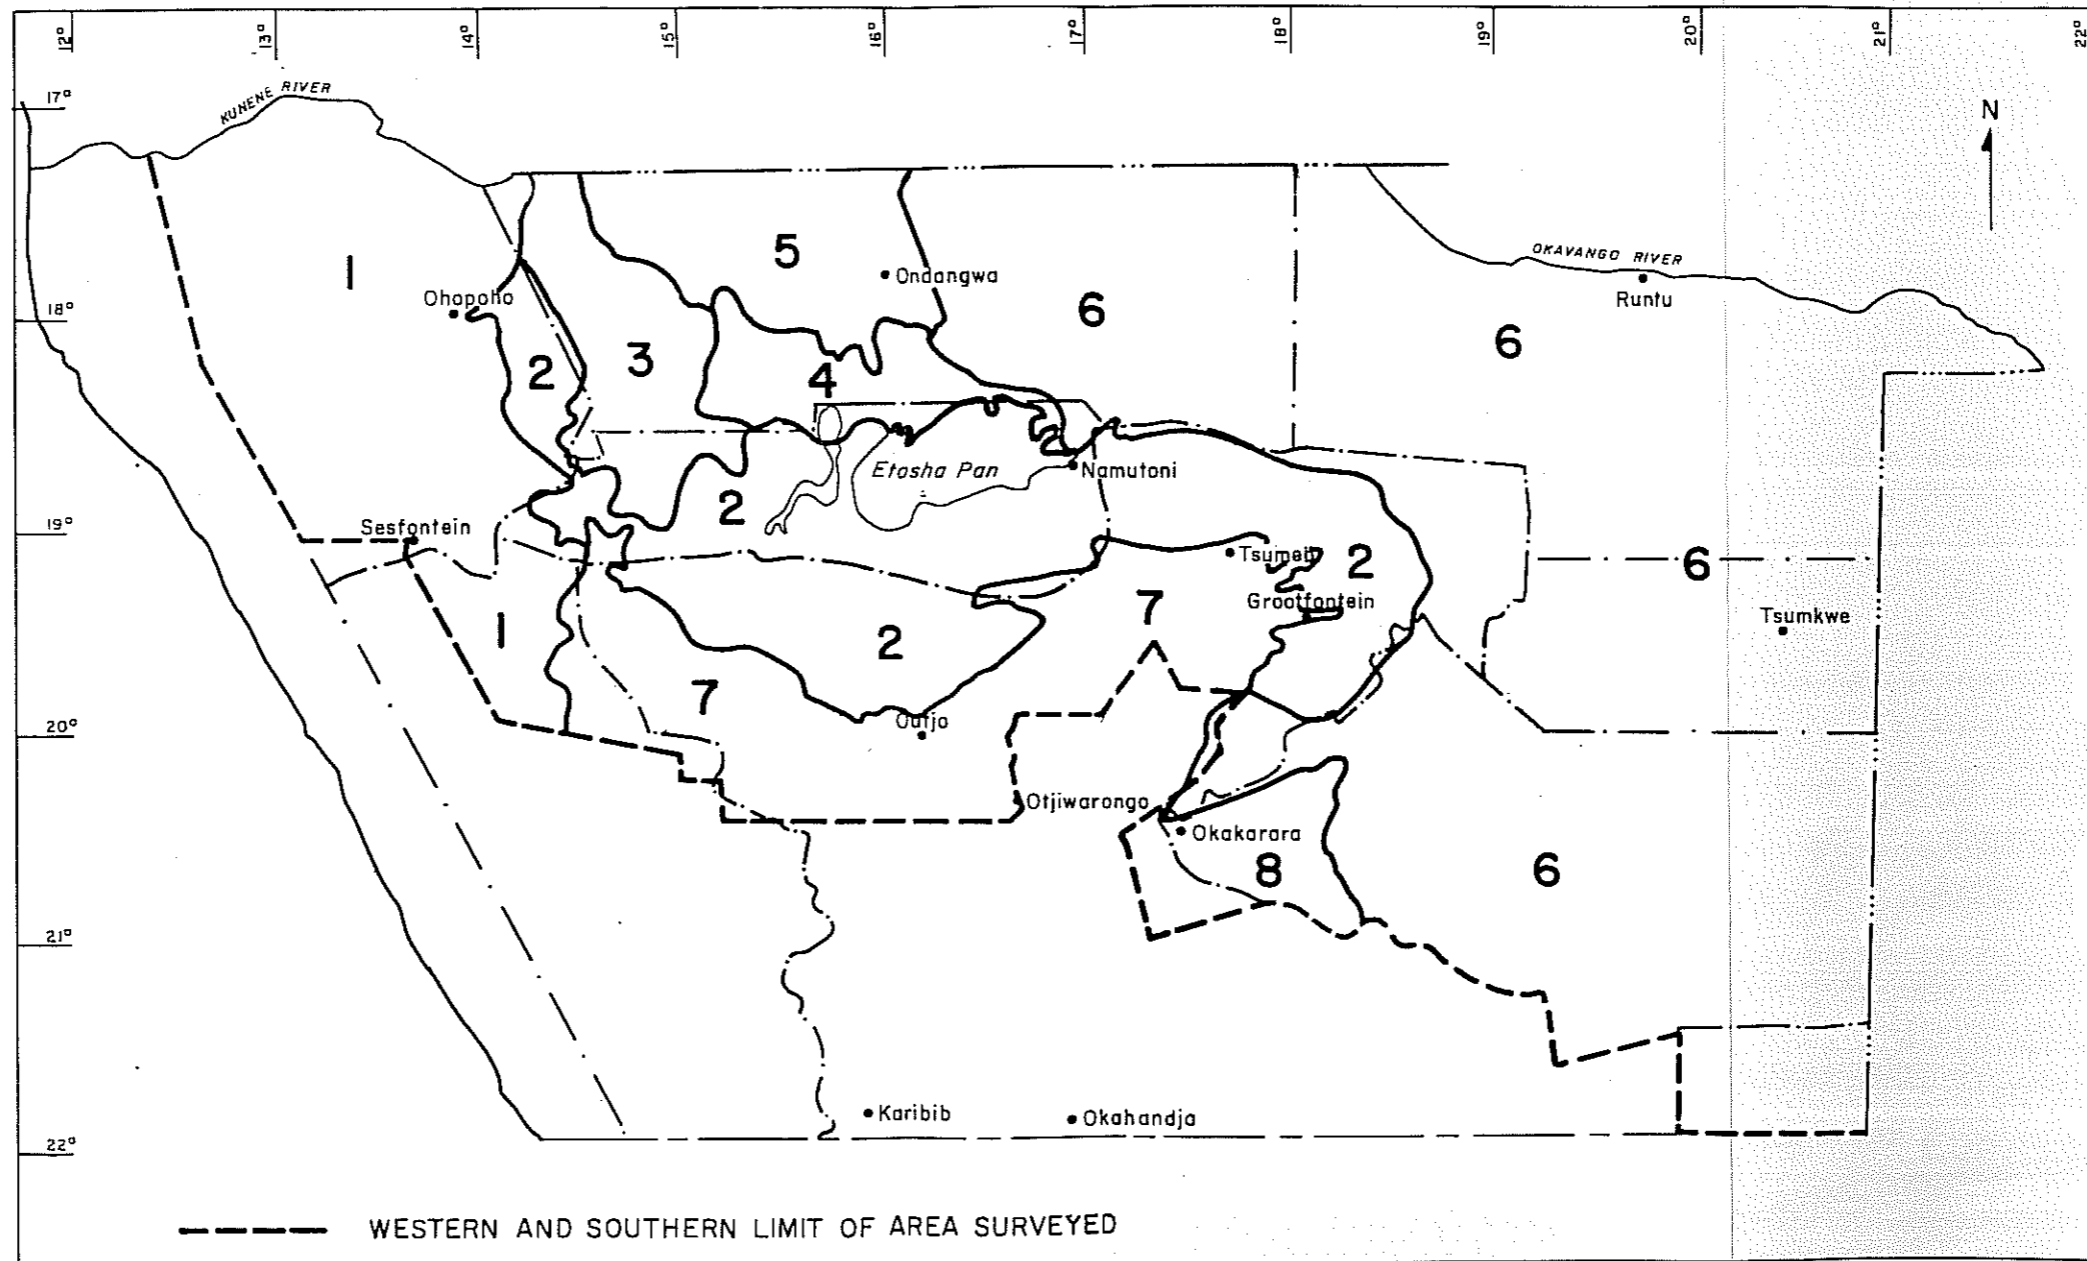 12° 13° 14° 15° 16° 17° 18° 19° 20° 21° 22°
17°
KUNENE RIVER
N
5
OKAVANGO RIVER
1
Ondangwa
Ohopoho
6
Runtu
18°
6
3
2
4
Etosha Pan
Namutoni
2
19°
Sesfontein
Tsumeb
2
6
Grootfontein
7
Tsumkwe
1
2
7
Outjo
20°
Otjiwarongo
Okakarara
8
6
21°
Karibib
Okahandja
22°
WESTERN AND SOUTHERN LIMIT OF AREA SURVEYED